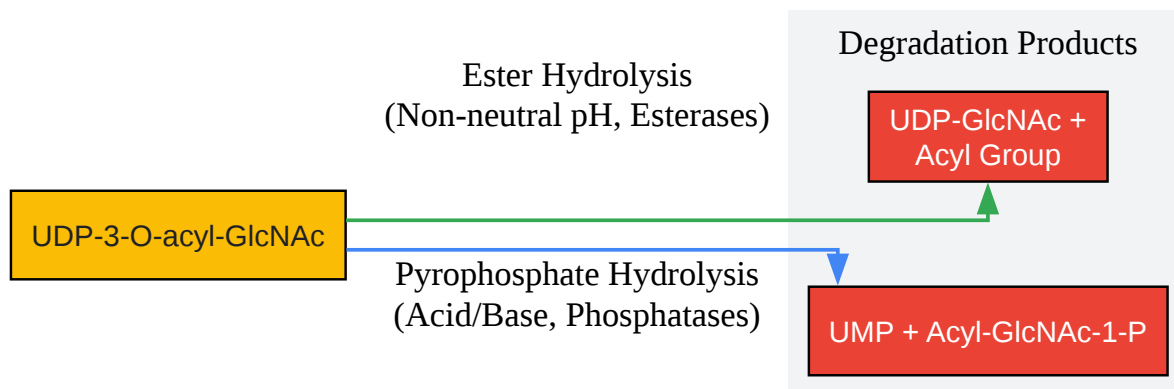 Degradation Products
Ester Hydrolysis
(Non-neutral pH, Esterases)
UDP-GlcNAc +
Acyl Group
UDP-3-O-acyl-GlcNAc
Pyrophosphate Hydrolysis
(Acid/Base, Phosphatases)
UMP + Acyl-GlcNAc-1-P